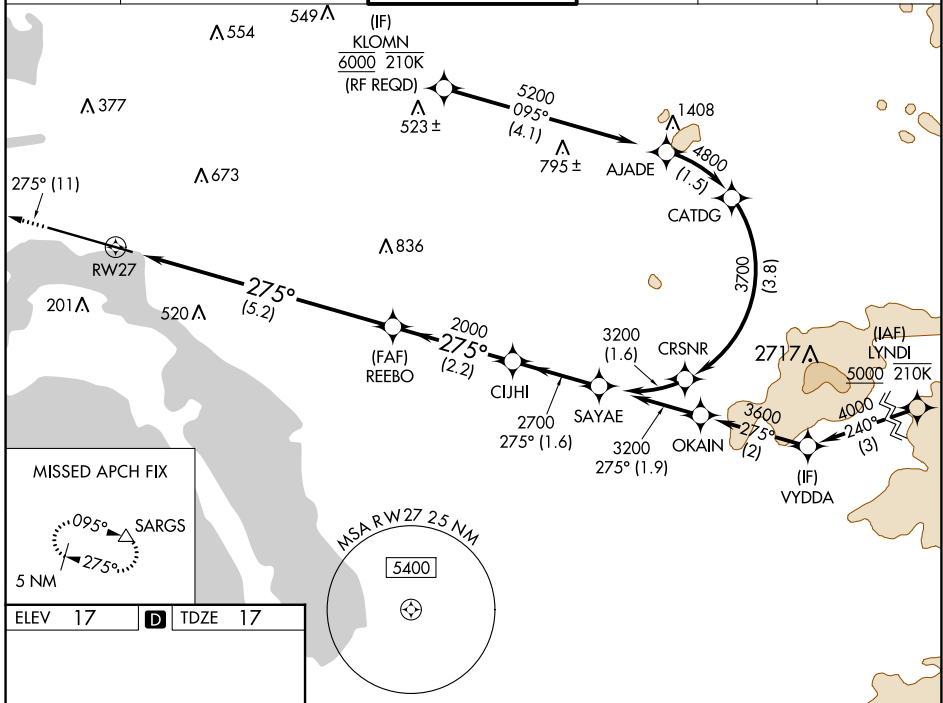 549
(IF)
KLOMN
6000 210K
(RF REQD)
554
377
523 ±
5200
095°
(4.1)
1408
795 ±
AJADE
4800
(1.5)
CATDG
673
275° (11)
RW27
836
3700
(3.8)
201
520
275°
(5.2)
2000
275°
(2.2)
(FAF)
REEBO
CIJHI
3200
(1.6)
CRSNR
2717
(IAF)
LYNDI
5000 210K
SAYAE
2700
275° (1.6)
3200
275° (1.9)
OKAIN
3600
275°
(2)
4000
240°
(3)
(IF)
VYDDA
MISSED APCH FIX
095°
SARGS
275°
5 NM
MSA RW27 25 NM
5400
ELEV 17 D TDZE 17